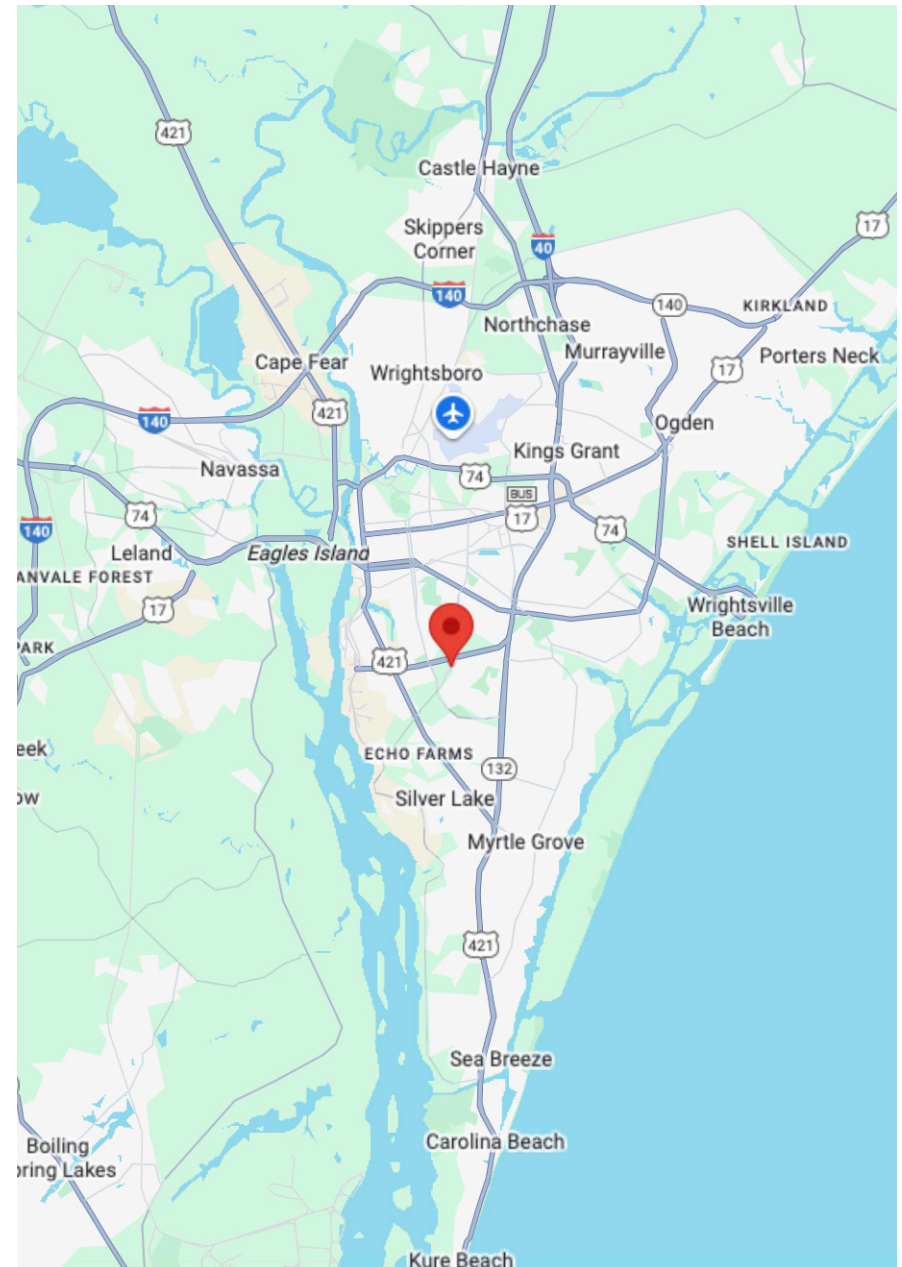 421
Castle Hayne
Skippers
Corner
17
40
140
140
KIRKLAND
Northchase
Murrayville
Porters Neck
Cape Fear
Wrightsboro
17
421
140
Ogden
Kings Grant
Navassa
74
BUS
17
74
74
140
Leland
Eagles Island
SHELL ISLAND
ANVALE FOREST
17
Wrightsville
Beach
PARK
421
eek
ECHO FARMS
132
ow
Silver Lake
Myrtle Grove
421
Sea Breeze
Carolina Beach
Boiling
oring Lakes
Kure Beach